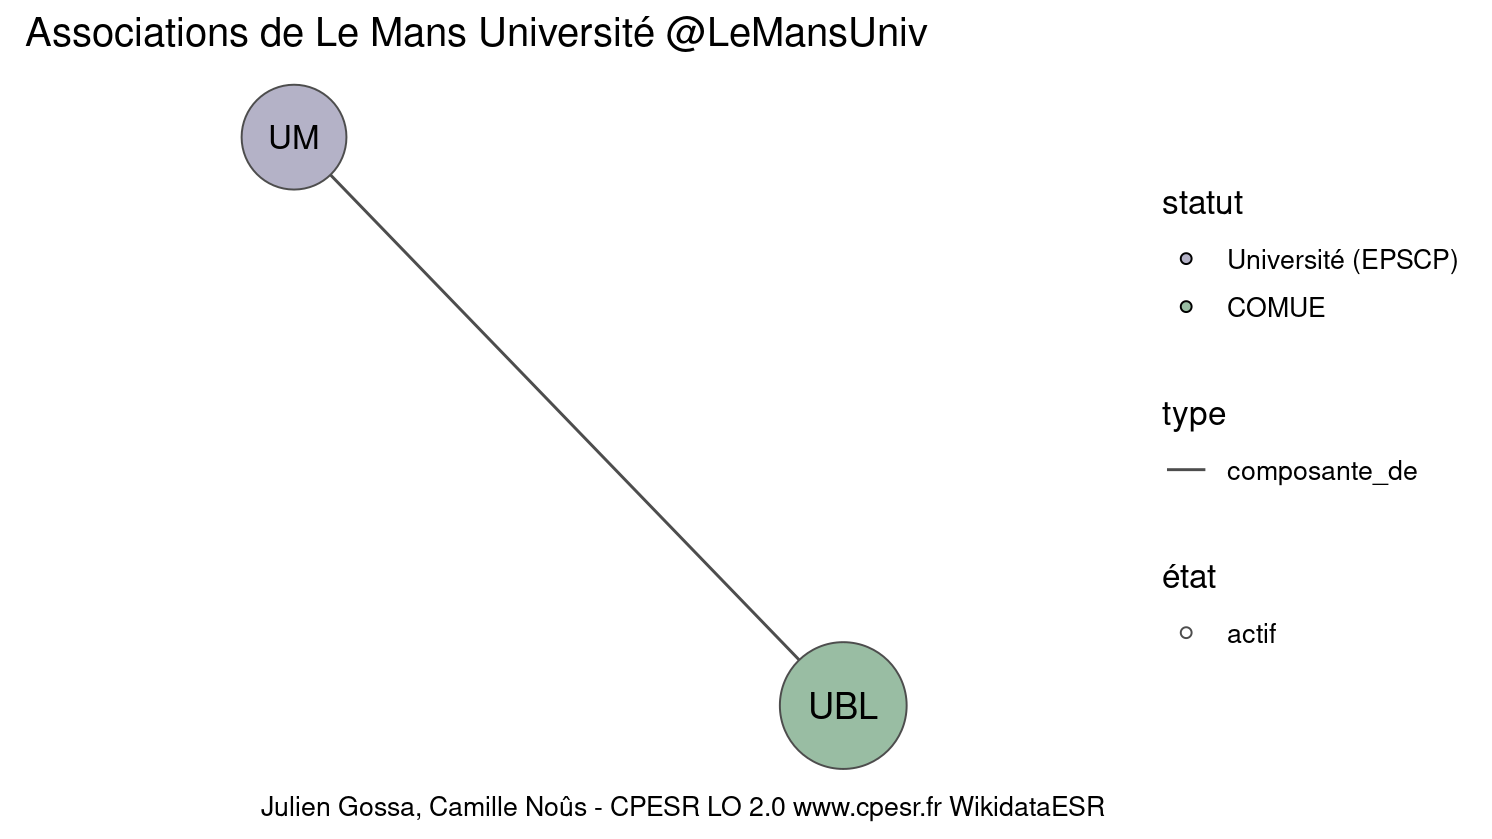 Associations de Le Mans Université @LeMansUniv
UM
statut
Université (EPSCP)
COMUE
type
composante_de
état
actif
UBL
Julien Gossa, Camille Noûs - CPESR LO 2.0 www.cpesr.fr WikidataESR